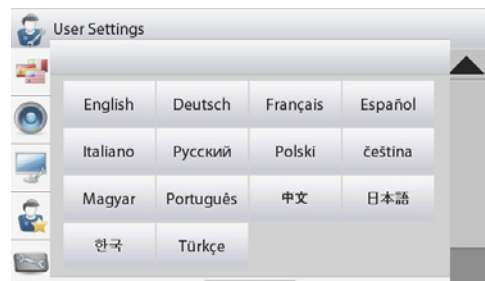 User Settings
English Deutsch Français Español
Italiano Русский Polski čeština
Magyar Português 中文 日本語
한국 Türkçe